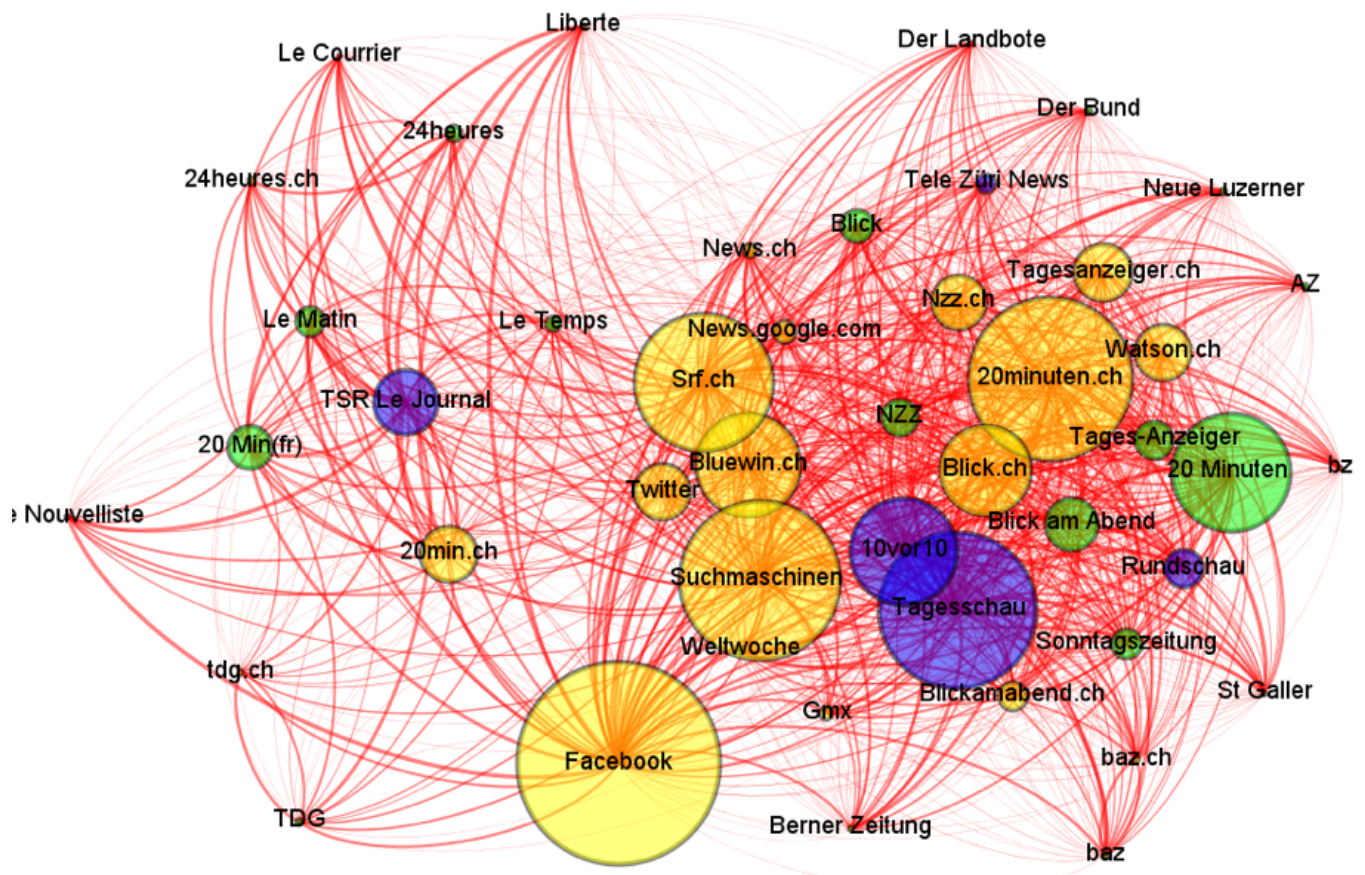 Liberte
Der Landbote
Le Courrier
Der Bund
24heures
24heures.ch
Tele Züri News
Neue Luzerner
Blick
News.ch
Tagesanzeiger.ch
AZ
Nzz.ch
Le Matin
Le Temps
News.google.com
Watson.ch
Srf.ch
20minuten.ch
TSR Le Journal
NZZ
Tages-Anzeiger
20 Min(fr)
Bluewin.ch
Blick.ch
20 Minuten
bz
Twitter
e Nouvelliste
Blick am Abend
20min.ch
10vor10
Rundschau
Suchmaschinen
Tagesschau
Weltwoche
Sonntagszeitung
tdg.ch
Blickamabend.ch
St Galler
Gmx
Facebook
baz.ch
TDG
Berner Zeitung
baz